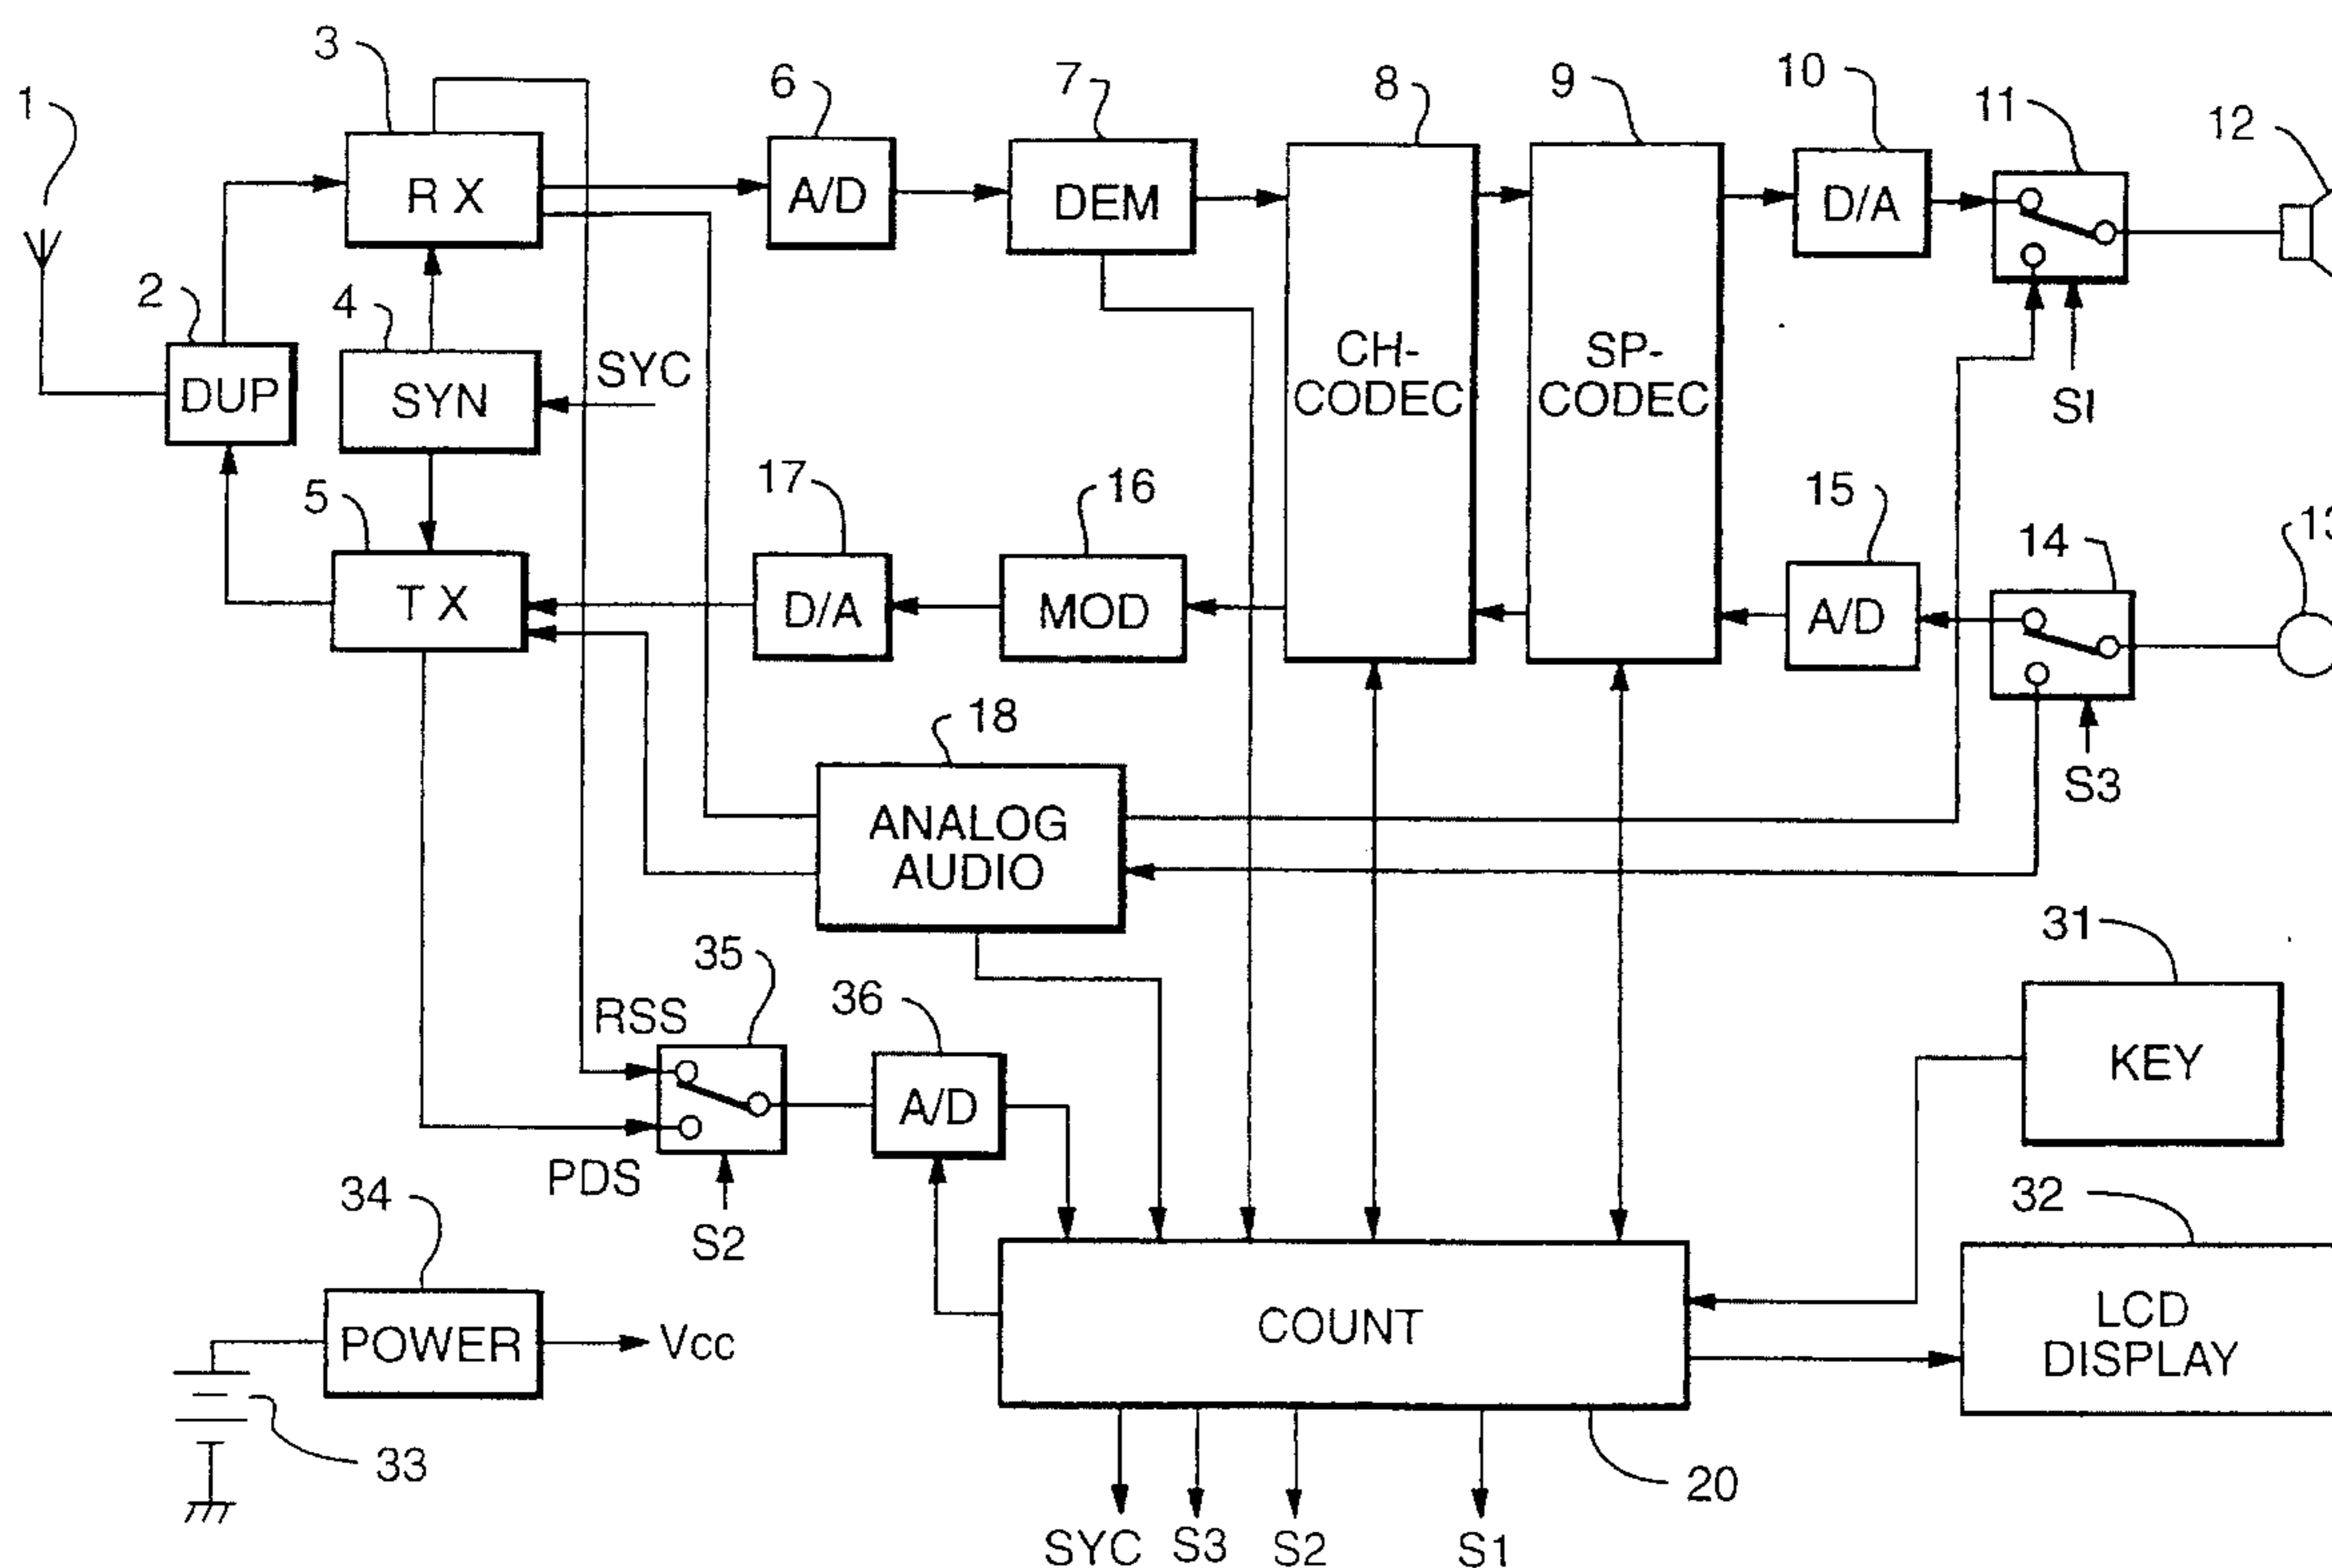 3
1
6
7
8
9
10
11
12
R X
A/D
DEM
D/A
2
4
DUP
SYN
SYC
CH-
CODEC
SP-
CODEC
S1
5
17
16
15
14
13
T X
D/A
MOD
A/D
18
ANALOG
AUDIO
S3
31
35
36
RSS
KEY
A/D
PDS
34
S2
32
POWER
Vcc
COUNT
LCD
DISPLAY
33
20
SYC
S3
S2
S1